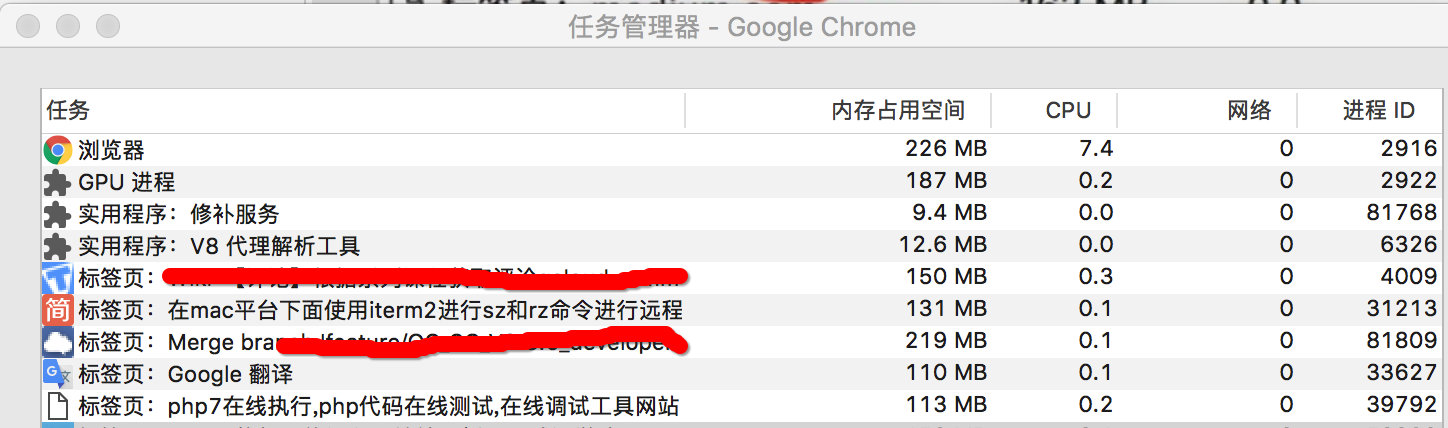 任务管理器 - Google Chrome
任务 内存占用空间 CPU 网络 进程 ID
浏览器 226 MB 7.4 0 2916
GPU 进程 187 MB 0.2 0 2922
实用程序：修补服务 9.4 MB 0.0 0 81768
实用程序：V8 代理解析工具 12.6 MB 0.0 0 6326
标签页： 150 MB 0.3 0 4009
简 标签页：在mac平台下面使用iterm2进行sz和rz命令进行远程 131 MB 0.1 0 31213
标签页：Merge 219 MB 0.1 0 81809
标签页：Google 翻译 110 MB 0.1 0 33627
标签页：php7在线执行,php代码在线测试,在线调试工具网站 113 MB 0.2 0 39792